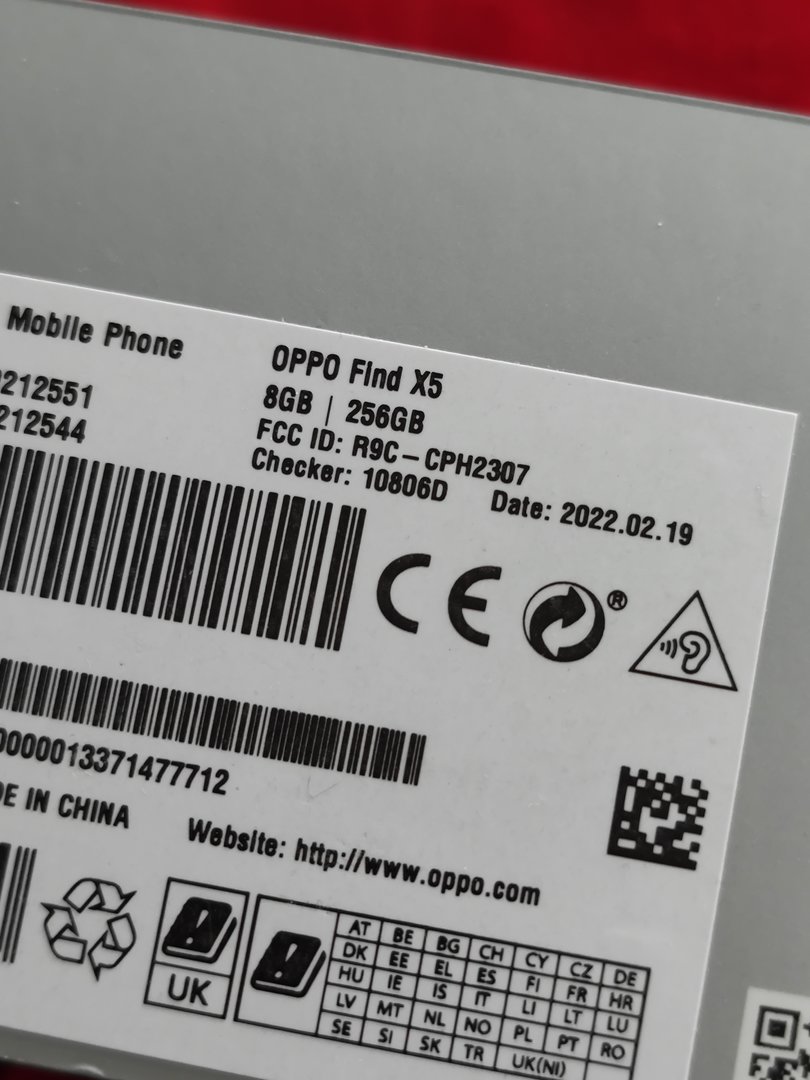 Mobile Phone
212551
212544
OPPO Find X5
8GB | 256GB
FCC ID: R9C-CPH2307
Checker: 10806D Date: 2022.02.19
CE
®
0000013371477712
IN CHINA
Website: http://www.oppo.com
UK
AT BE BG CH CY CZ DE
DK EE EL ES FI FR HR
HU IE IS IT LI LT LU
LV MT NL NO PL PT RO
SE SI SK TR UK(NI)